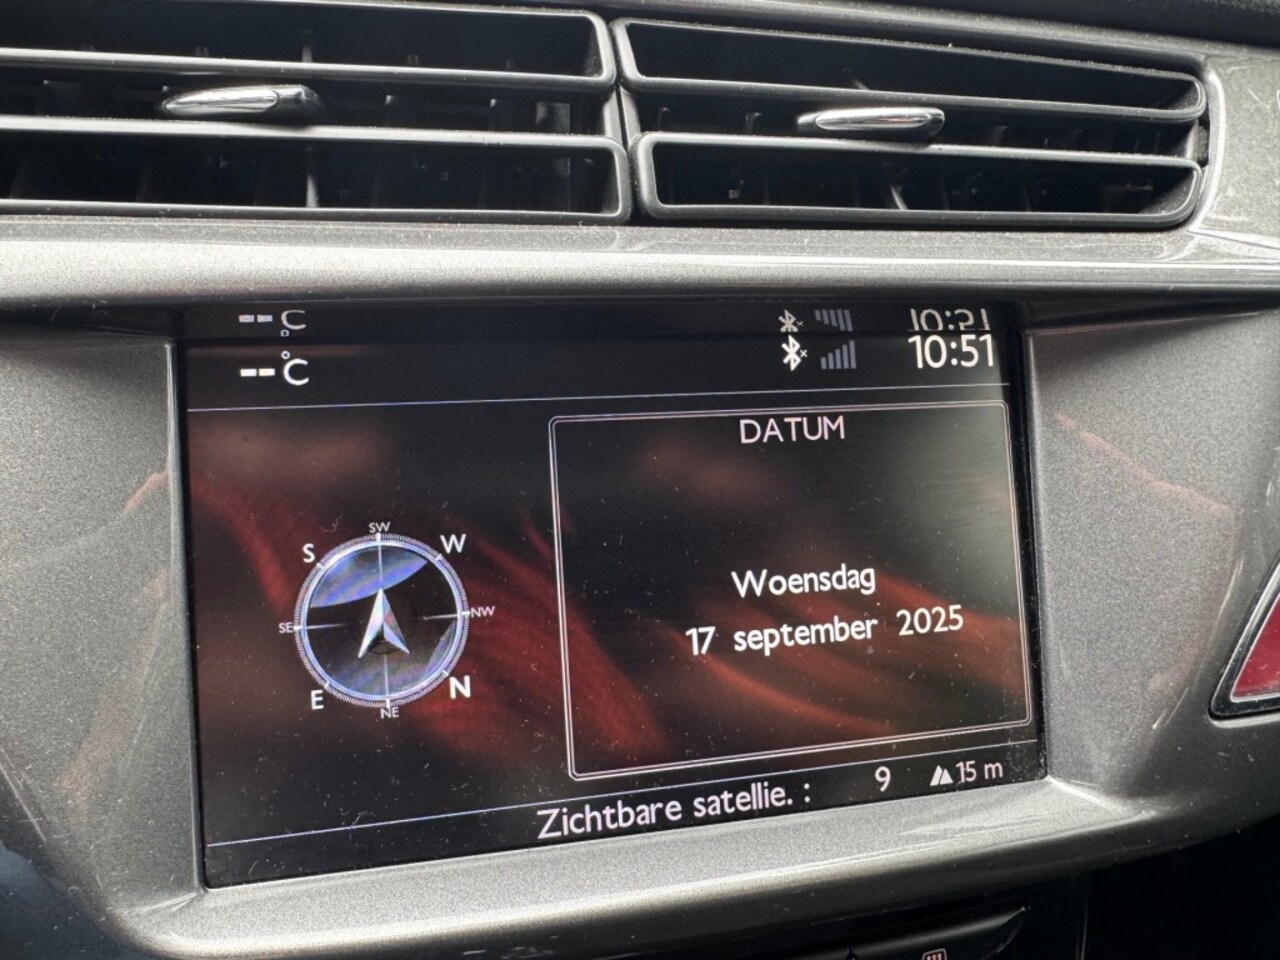 --°C 10:51
DATUM
SW
S W
SE NW
E N
NE
Woensdag
17 september 2025
Zichtbare satellie. : 9 15 m